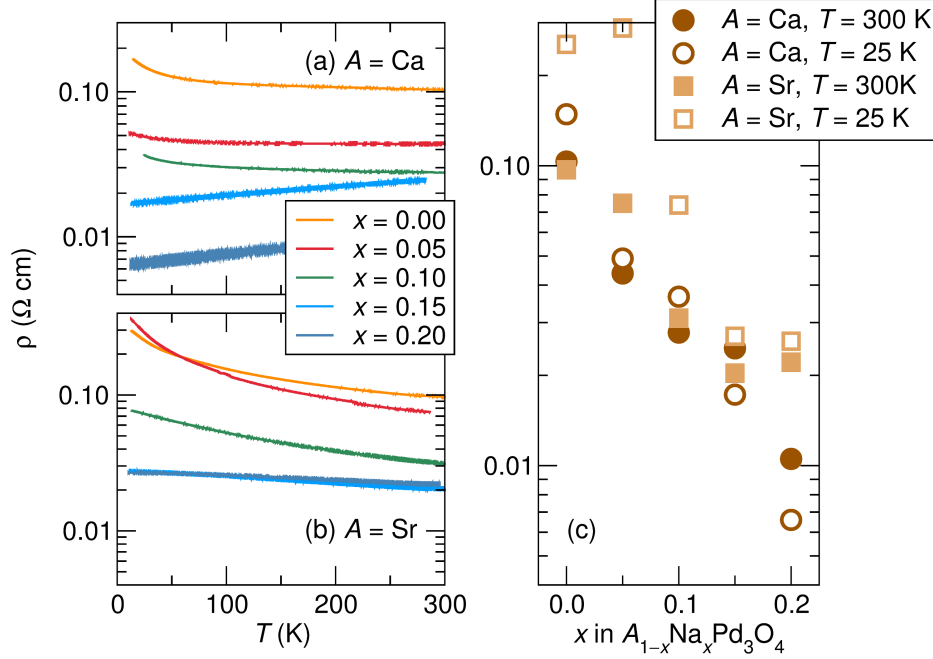 (a) A = Ca
0.10
0.01
x = 0.00
x = 0.05
x = 0.10
x = 0.15
x = 0.20
ρ (Ω cm)
0.10
0.01
(b) A = Sr
0 100 200 300
T (K)
A = Ca, T = 300 K
A = Ca, T = 25 K
A = Sr, T = 300K
A = Sr, T = 25 K
0.10
0.01
(c)
0.0 0.1 0.2
x in A₁₋ₓNaₓPd₃O₄